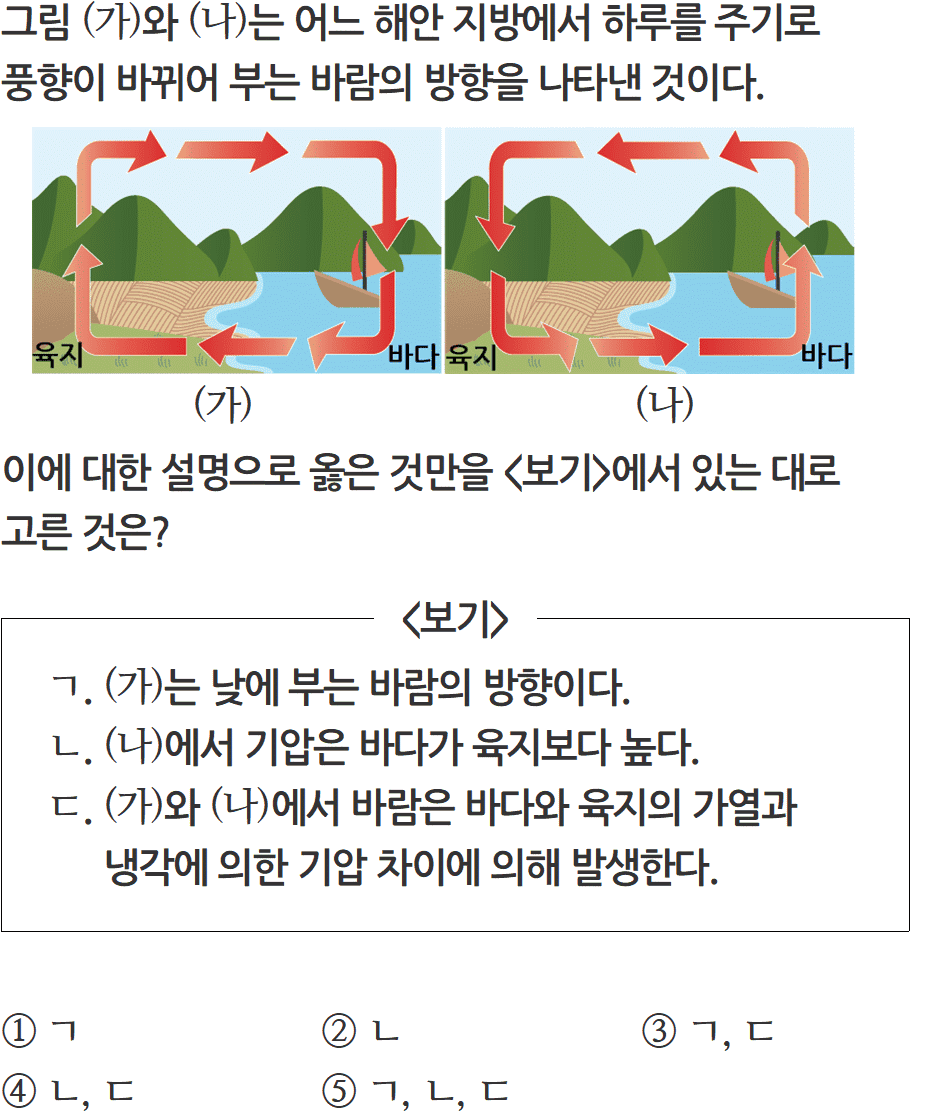 그림 (가)와 (나)는 어느 해안 지방에서 하루를 주기로
풍향이 바뀌어 부는 바람의 방향을 나타낸 것이다.
육지 바다 육지 바다
(가) (나)
이에 대한 설명으로 옳은 것만을 <보기>에서 있는 대로
고른 것은?
<보기>
ㄱ. (가)는 낮에 부는 바람의 방향이다.
ㄴ. (나)에서 기압은 바다가 육지보다 높다.
ㄷ. (가)와 (나)에서 바람은 바다와 육지의 가열과
냉각에 의한 기압 차이에 의해 발생한다.
① ㄱ ② ㄴ ③ ㄱ, ㄷ
④ ㄴ, ㄷ ⑤ ㄱ, ㄴ, ㄷ